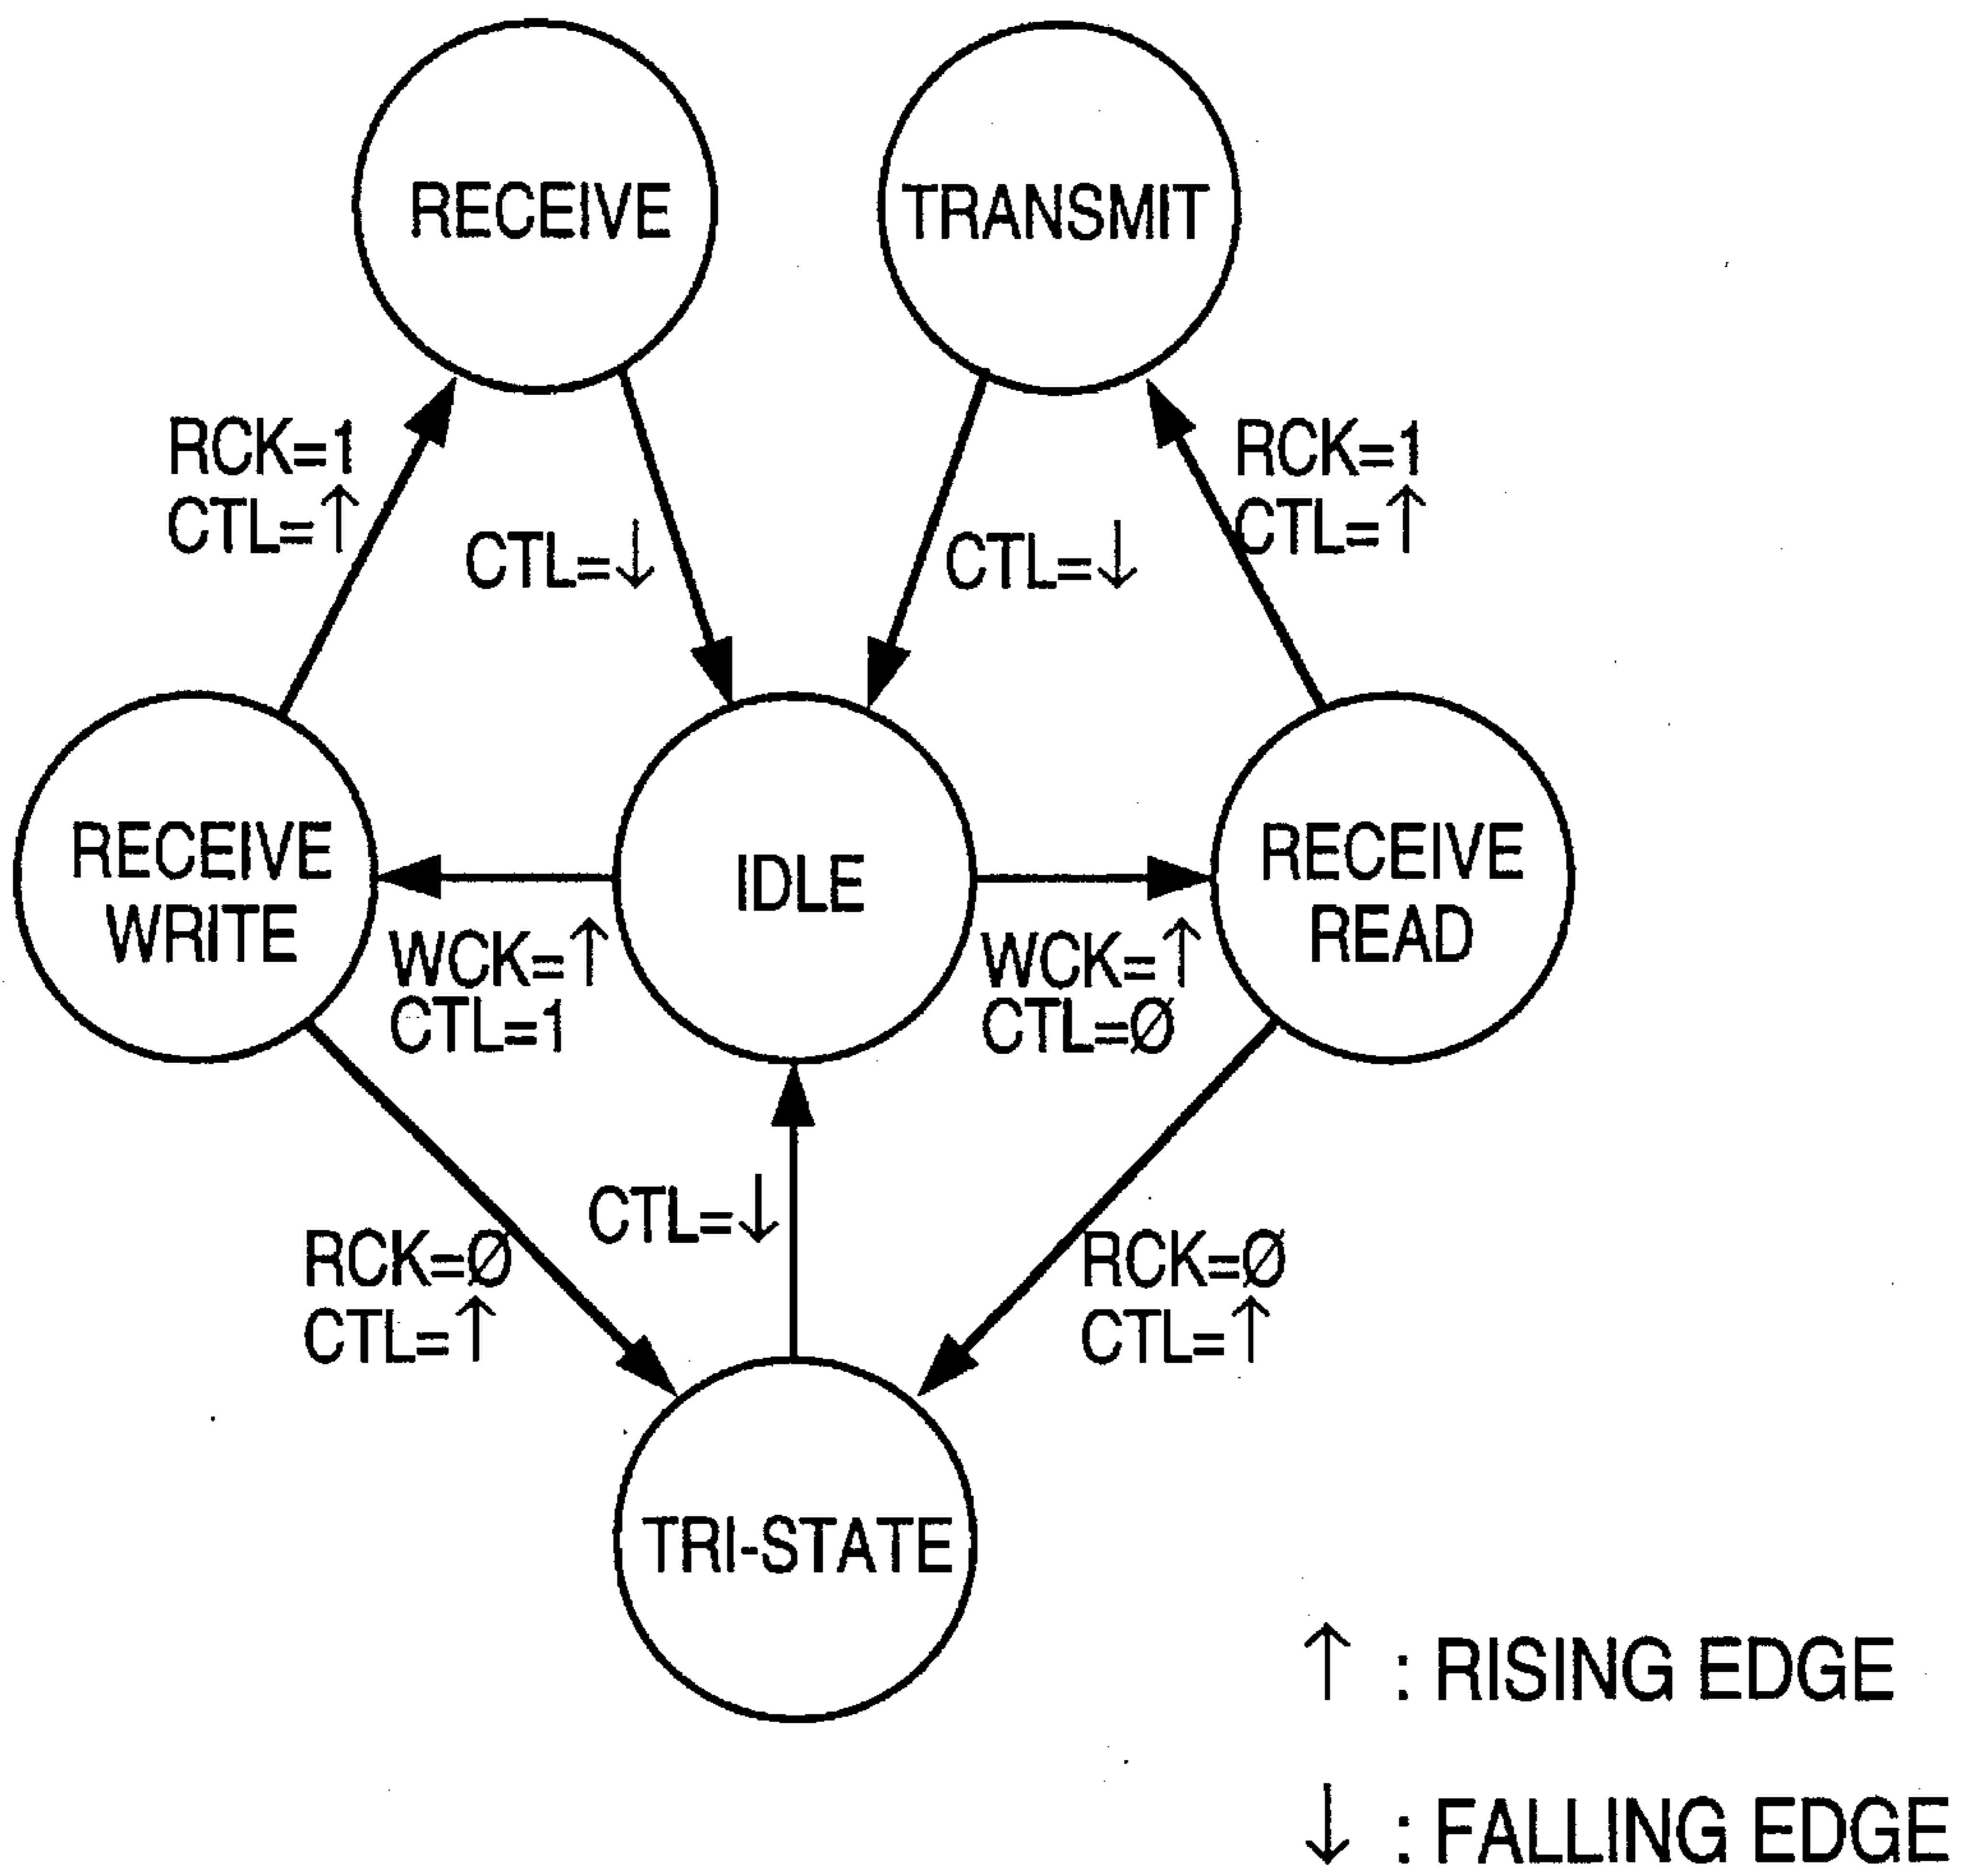 RECEIVE
TRANSMIT
RCK=1
CTL=↑
CTL=↓
CTL=↓
RCK=1
CTL=↑
RECEIVE
WRITE
WCK=↑
CTL=1
IDLE
WCK=↑
CTL=Ø
RECEIVE
READ
RCK=Ø
CTL=↑
CTL=↓
RCK=Ø
CTL=↑
TRI-STATE
↑ : RISING EDGE
↓ : FALLING EDGE